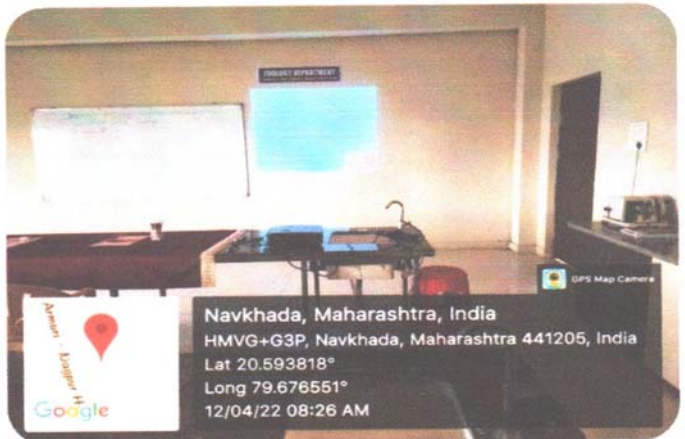 ZOOLOGY DEPARTMENT
GPS Map Camera
Navkhada, Maharashtra, India
HMVG+G3P, Navkhada, Maharashtra 441205, India
Lat 20.593818°
Long 79.676551°
12/04/22 08:26 AM
Google